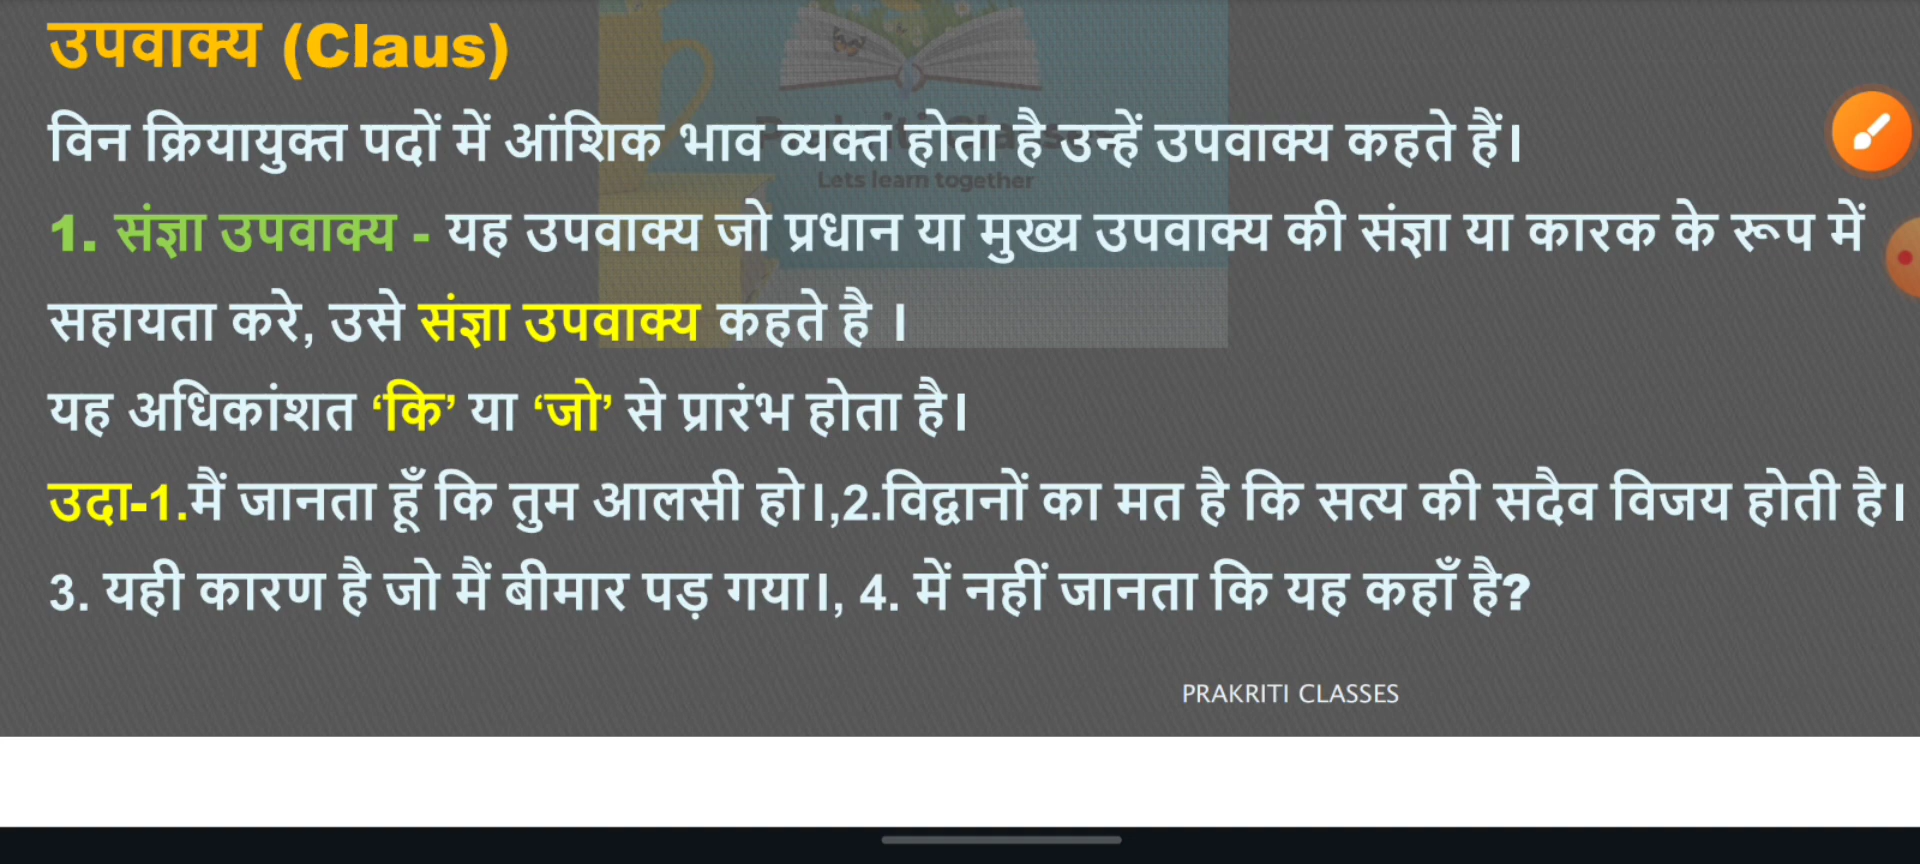 उपवाक्य (Claus)
विन क्रियायुक्त पदों में आंशिक भाव व्यक्त होता है उन्हें उपवाक्य कहते हैं।
Lets learn together
1. संज्ञा उपवाक्य - यह उपवाक्य जो प्रधान या मुख्य उपवाक्य की संज्ञा या कारक के रूप में
सहायता करे, उसे संज्ञा उपवाक्य कहते है ।
यह अधिकांशत ‘कि’ या ‘जो’ से प्रारंभ होता है।
उदा-1.मैं जानता हूँ कि तुम आलसी हो।,2.विद्वानों का मत है कि सत्य की सदैव विजय होती है।
3. यही कारण है जो मैं बीमार पड़ गया।, 4. में नहीं जानता कि यह कहाँ है?
PRAKRITI CLASSES